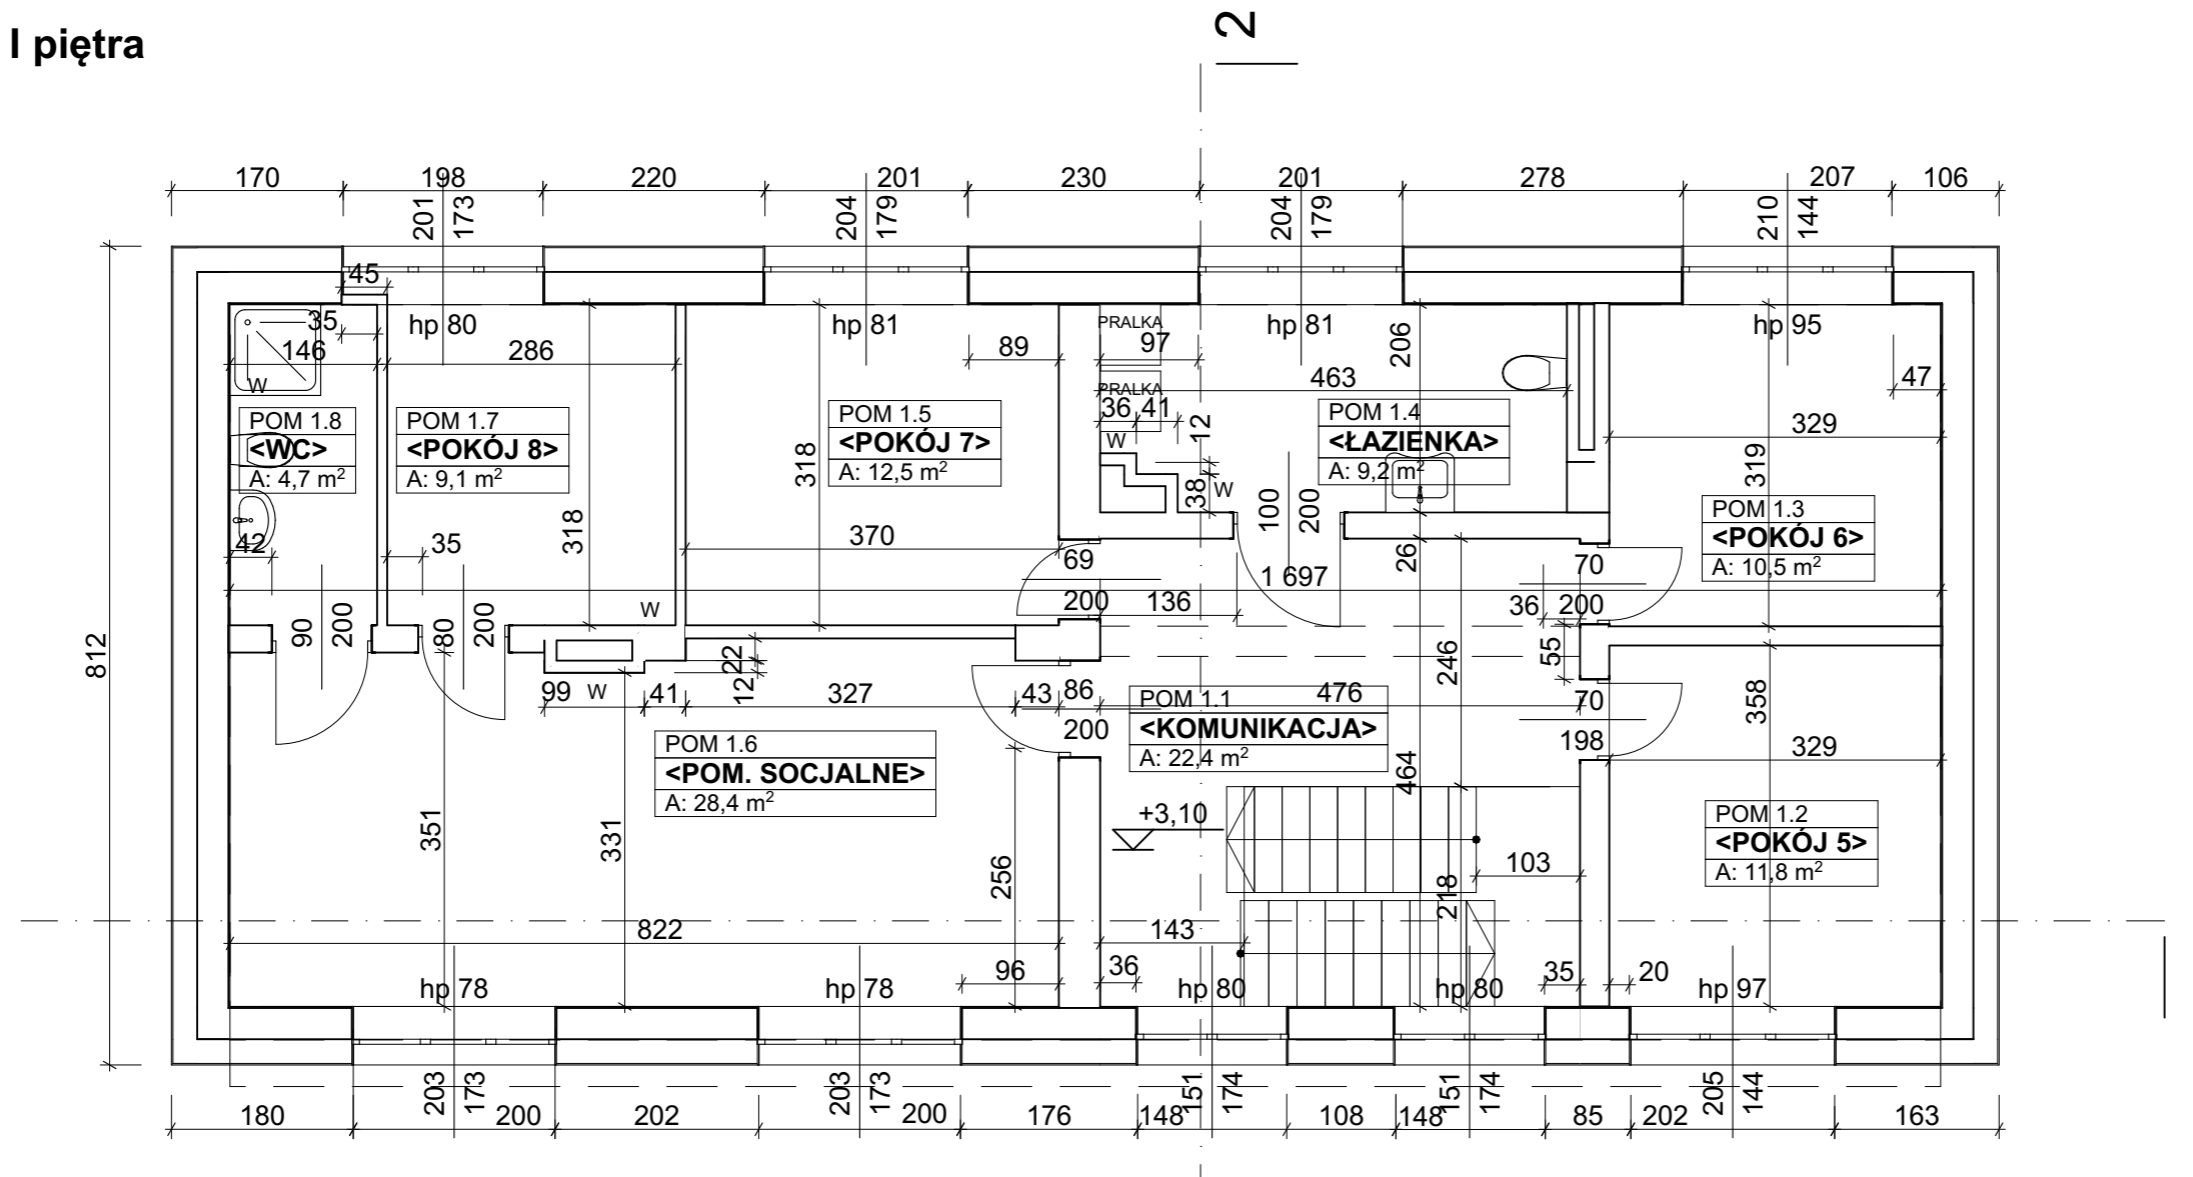 2
I piętra
170 198 220 201 230 201 278 207 106
201 173 204 179 204 179 210 144
45
35 hp 80 hp 81 PRALKA hp 81 206 hp 95
146 286 89 97
W PRALKA 463 47
36 41 12
POM 1.8
<WC>
A: 4,7 m²
POM 1.7
<POKÓJ 8>
A: 9,1 m²
POM 1.5
<POKÓJ 7>
A: 12,5 m²
W
POM 1.4
<ŁAZIENKA>
A: 9,2 m²
329
318 318 319
38 W
100 200
POM 1.3
<POKÓJ 6>
A: 10,5 m²
42 35 370 69 26 70
1 697
90 200 80 200 W 200 136 36 200
812
22 12 246 55
99 W 41 327 43 86 476 70
200 198 358
POM 1.6
<POM. SOCJALNE>
A: 28,4 m²
POM 1.1
<KOMUNIKACJA>
A: 22,4 m²
464 329
351 331 256 +3,10 103 218
POM 1.2
<POKÓJ 5>
A: 11,8 m²
822 143
96 36 35 20
hp 78 hp 78 hp 80 hp 80 hp 97
203 173 203 173 151 174 151 174 205 144
180 200 202 200 176 148 108 148 85 202 163